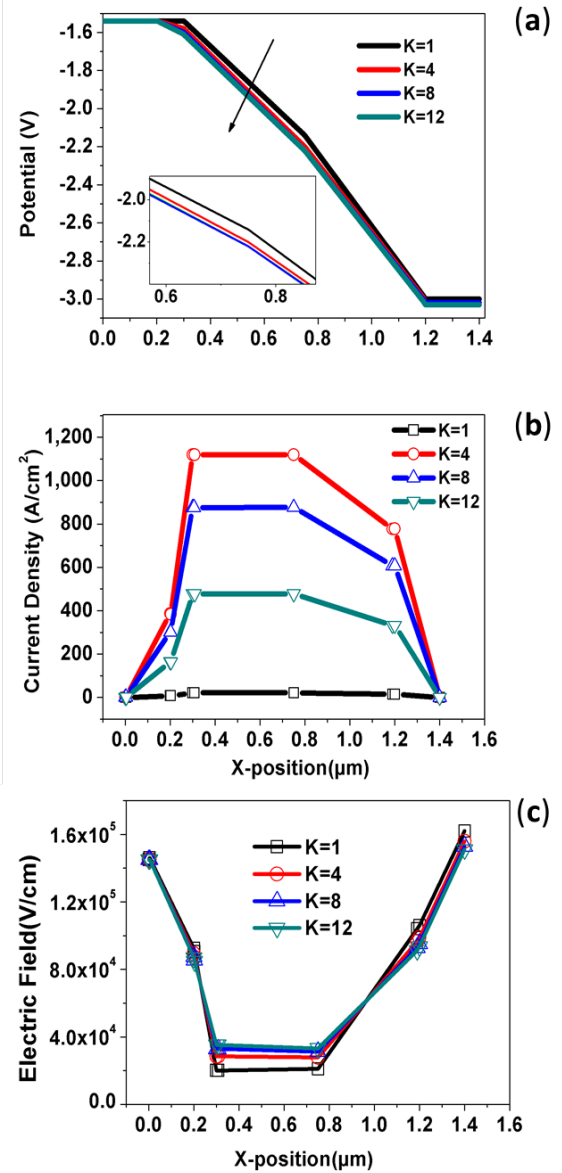 (a)
Potential (V)
-1.6
-1.8
-2.0
-2.2
-2.4
-2.6
-2.8
-3.0
K=1
K=4
K=8
K=12
-2.0
-2.2
0.6 0.8
0.0 0.2 0.4 0.6 0.8 1.0 1.2 1.4
(b)
Current Density (A/cm²)
1,200
1,000
800
600
400
200
0
K=1
K=4
K=8
K=12
0.0 0.2 0.4 0.6 0.8 1.0 1.2 1.4 1.6
X-position(μm)
(c)
Electric Field(V/cm)
1.6x10⁵
1.2x10⁵
8.0x10⁴
4.0x10⁴
0.0
K=1
K=4
K=8
K=12
0.0 0.2 0.4 0.6 0.8 1.0 1.2 1.4 1.6
X-position(μm)